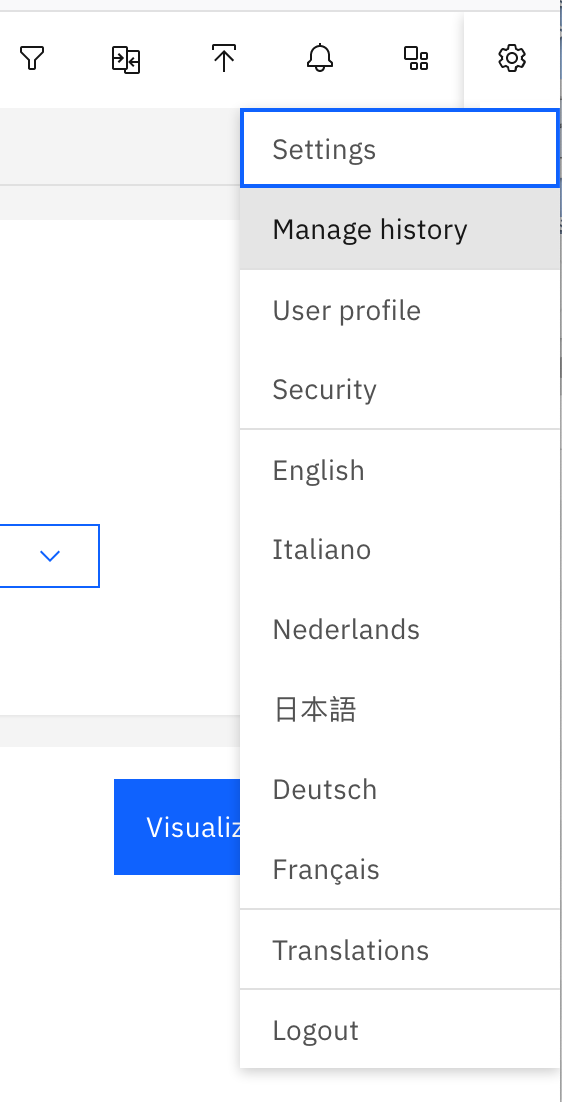 Settings
Manage history
User profile
Security
English
Italiano
Nederlands
日本語
Deutsch
Visualiz
Français
Translations
Logout